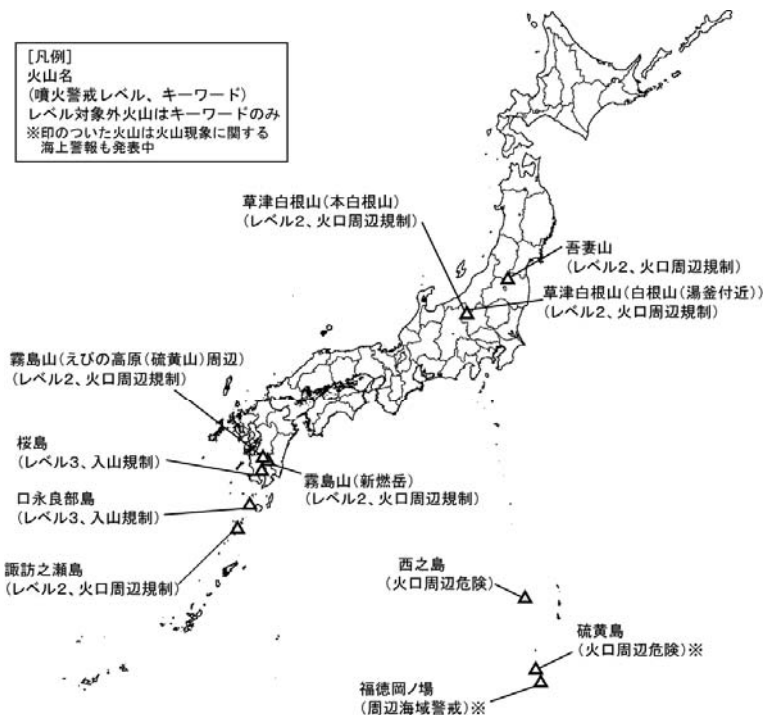 [凡例]
火山名
(噴火警戒レベル、キーワード)
レベル対象外火山はキーワードのみ
※印のついた火山は火山現象に関する
海上警報も発表中
草津白根山(本白根山)
(レベル2、火口周辺規制)
吾妻山
(レベル2、火口周辺規制)
草津白根山(白根山(湯釜付近))
(レベル2、火口周辺規制)
霧島山(えびの高原(硫黄山)周辺)
(レベル2、火口周辺規制)
桜島
(レベル3、入山規制)
霧島山(新燃岳)
(レベル2、火口周辺規制)
口永良部島
(レベル3、入山規制)
諏訪之瀬島
(レベル2、火口周辺規制)
西之島
(火口周辺危険)
硫黄島
(火口周辺危険)※
福徳岡ノ場
(周辺海域警戒)※